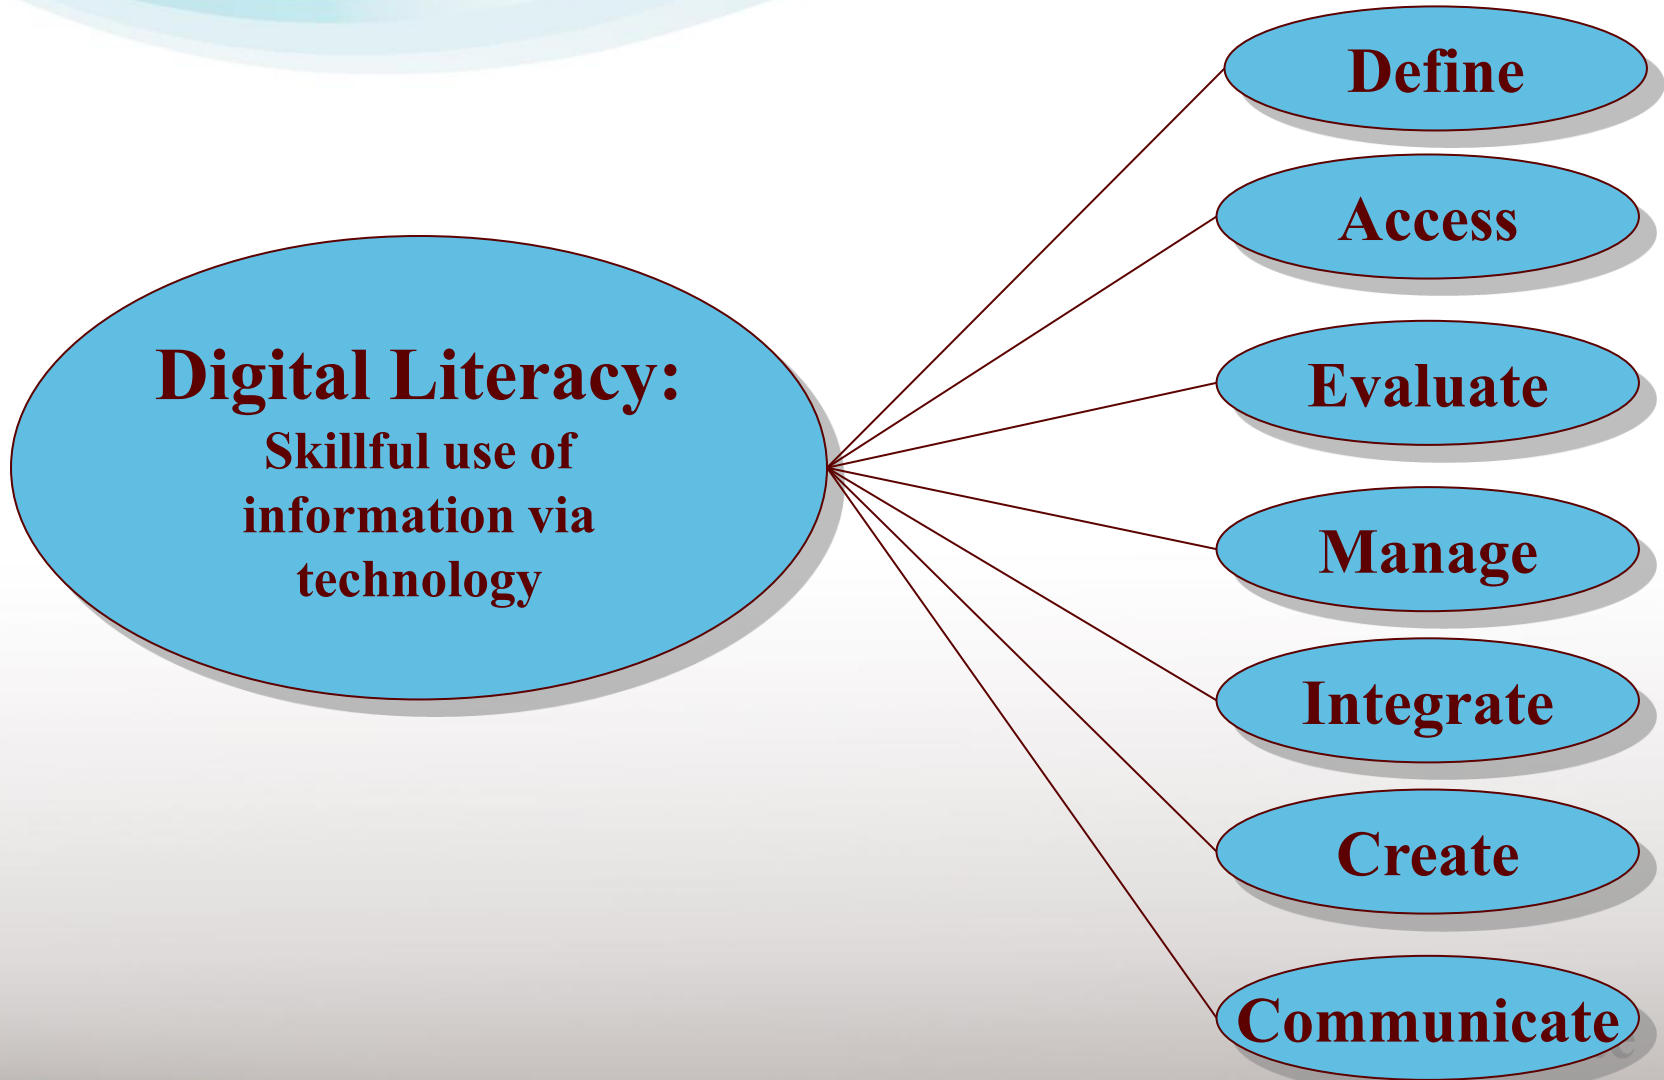 Define
Access
Digital Literacy:
Skillful use of
information via
technology
Evaluate
Manage
Integrate
Create
Communicate